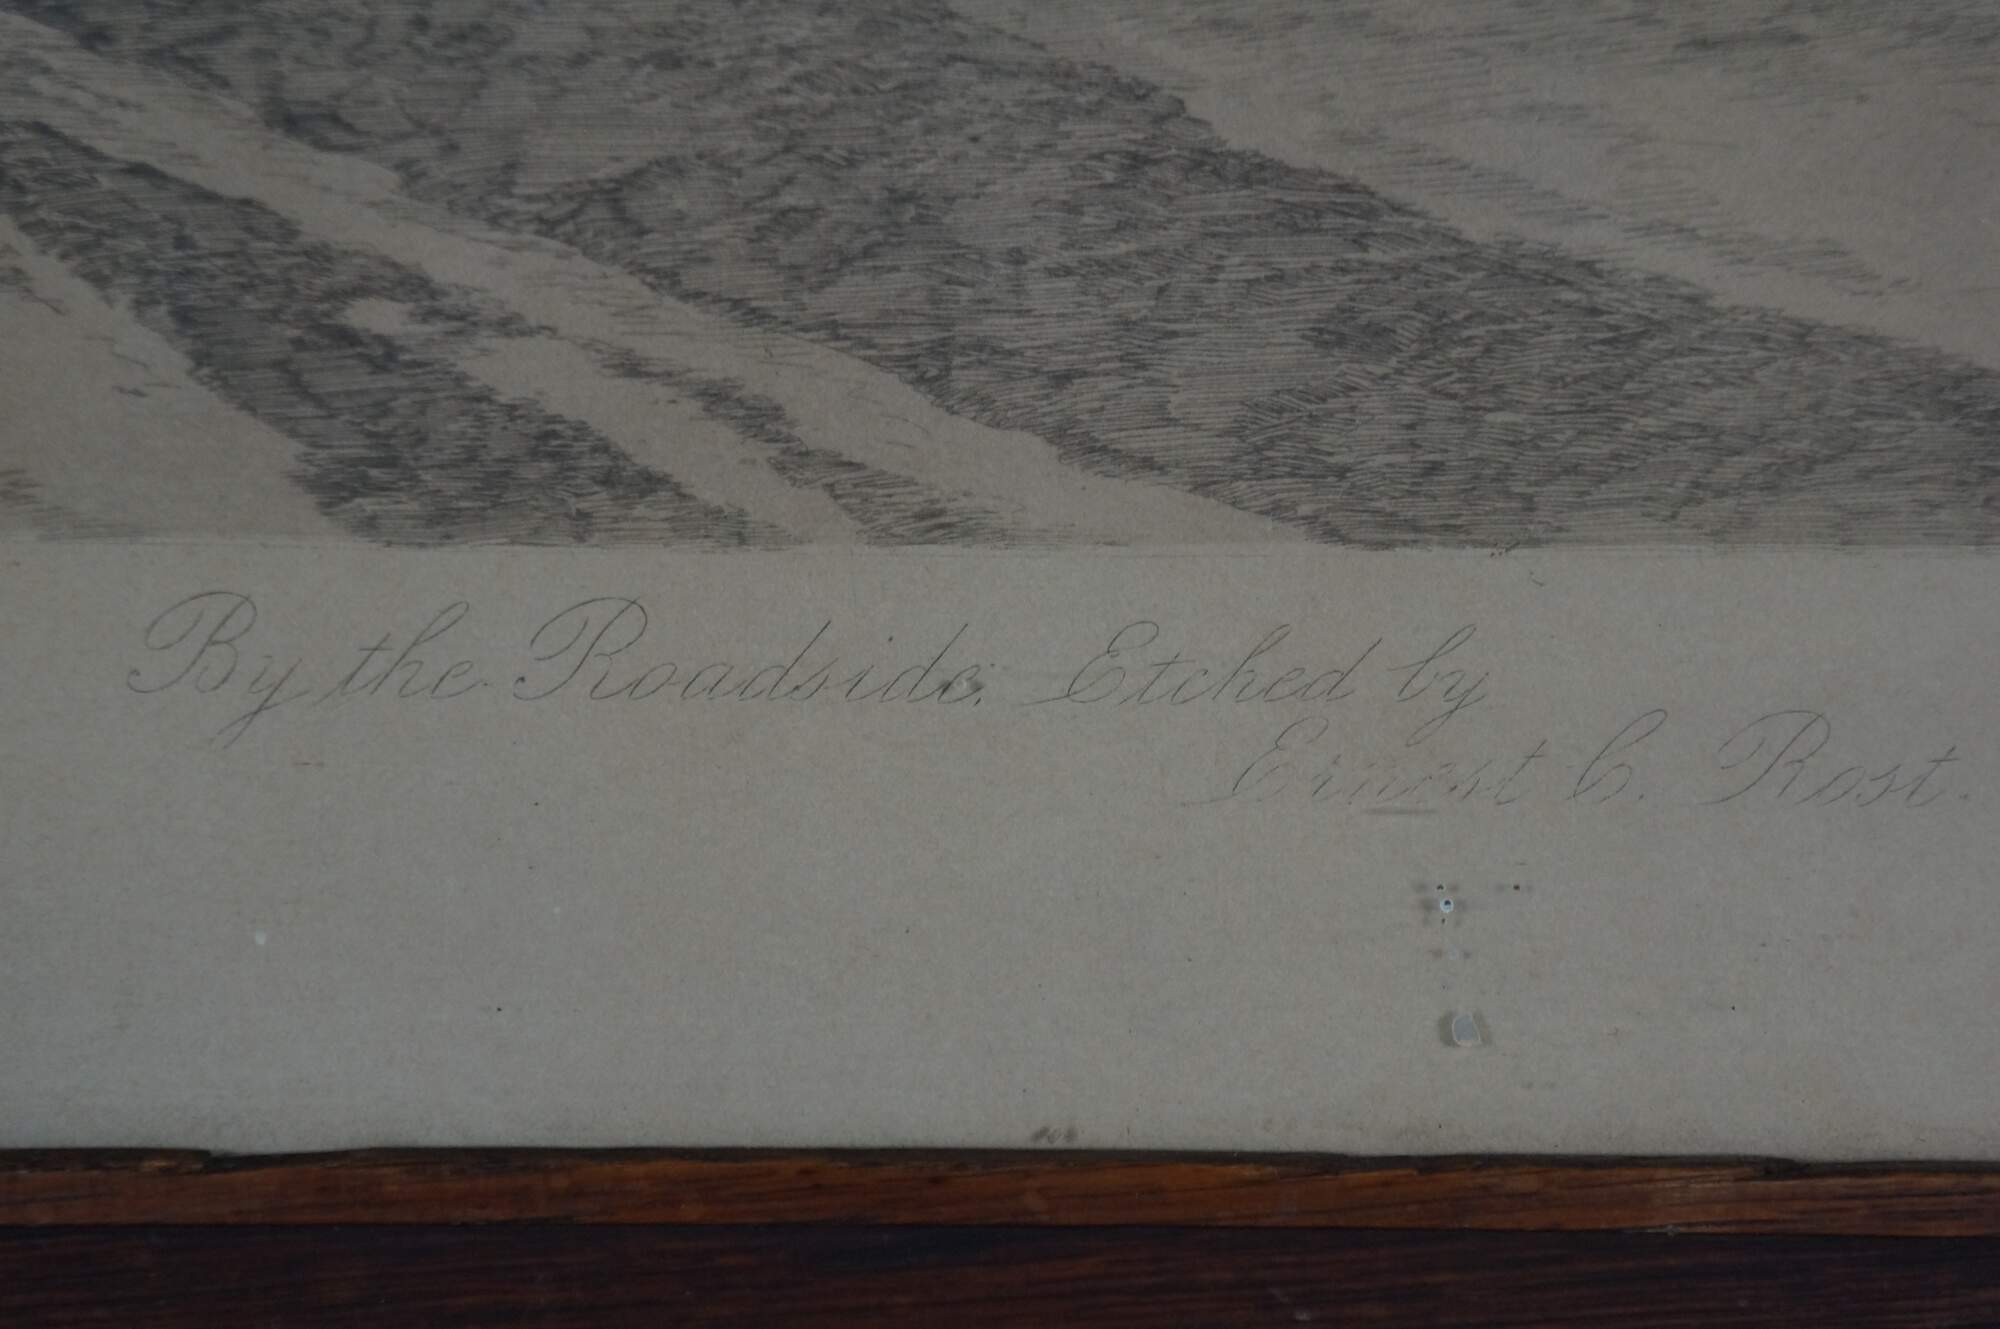 By the Roadside. Etched by
Ernest C. Rost.